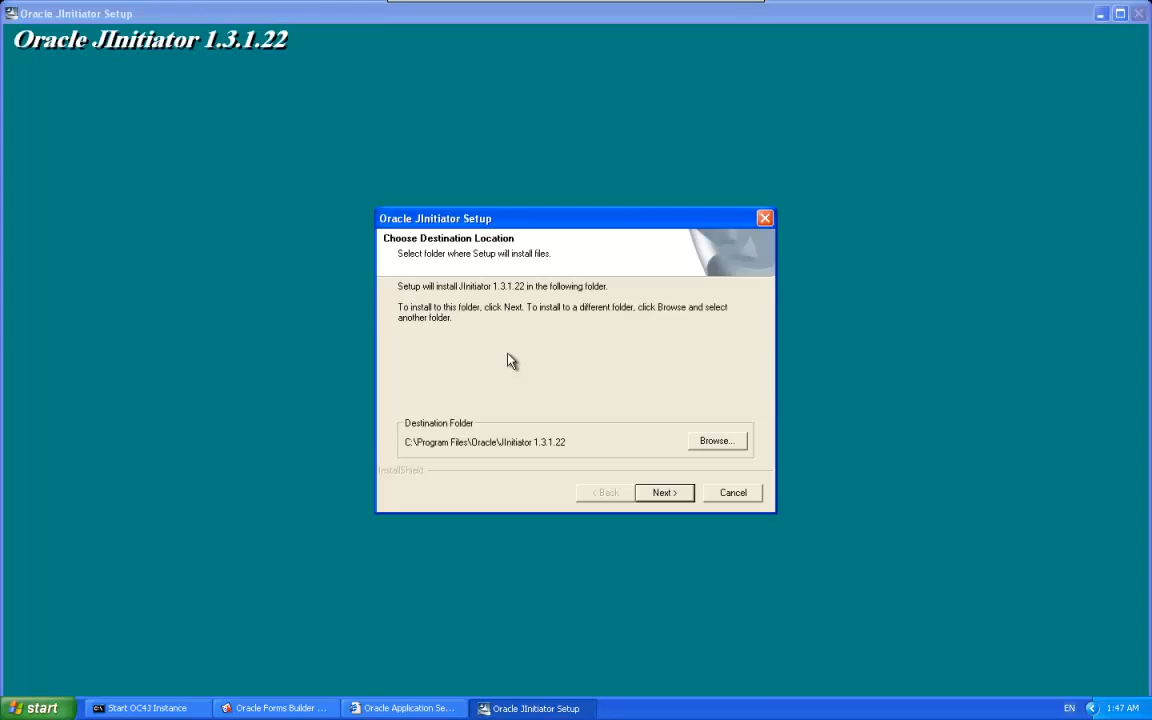 Oracle JInitiator Setup
Oracle JInitiator 1.3.1.22
Oracle JInitiator Setup
Choose Destination Location
Select folder where Setup will install files.
Setup will install JInitiator 1.3.1.22 in the following folder.
To install to this folder, click Next. To install to a different folder, click Browse and select
another folder.
Destination Folder
C:\Program Files\Oracle\JInitiator 1.3.1.22
Browse...
InstallShield
< Back
Next >
Cancel
start
Start OC4J Instance
Oracle Forms Builder ...
Oracle Application Se...
Oracle JInitiator Setup
EN
1:47 AM